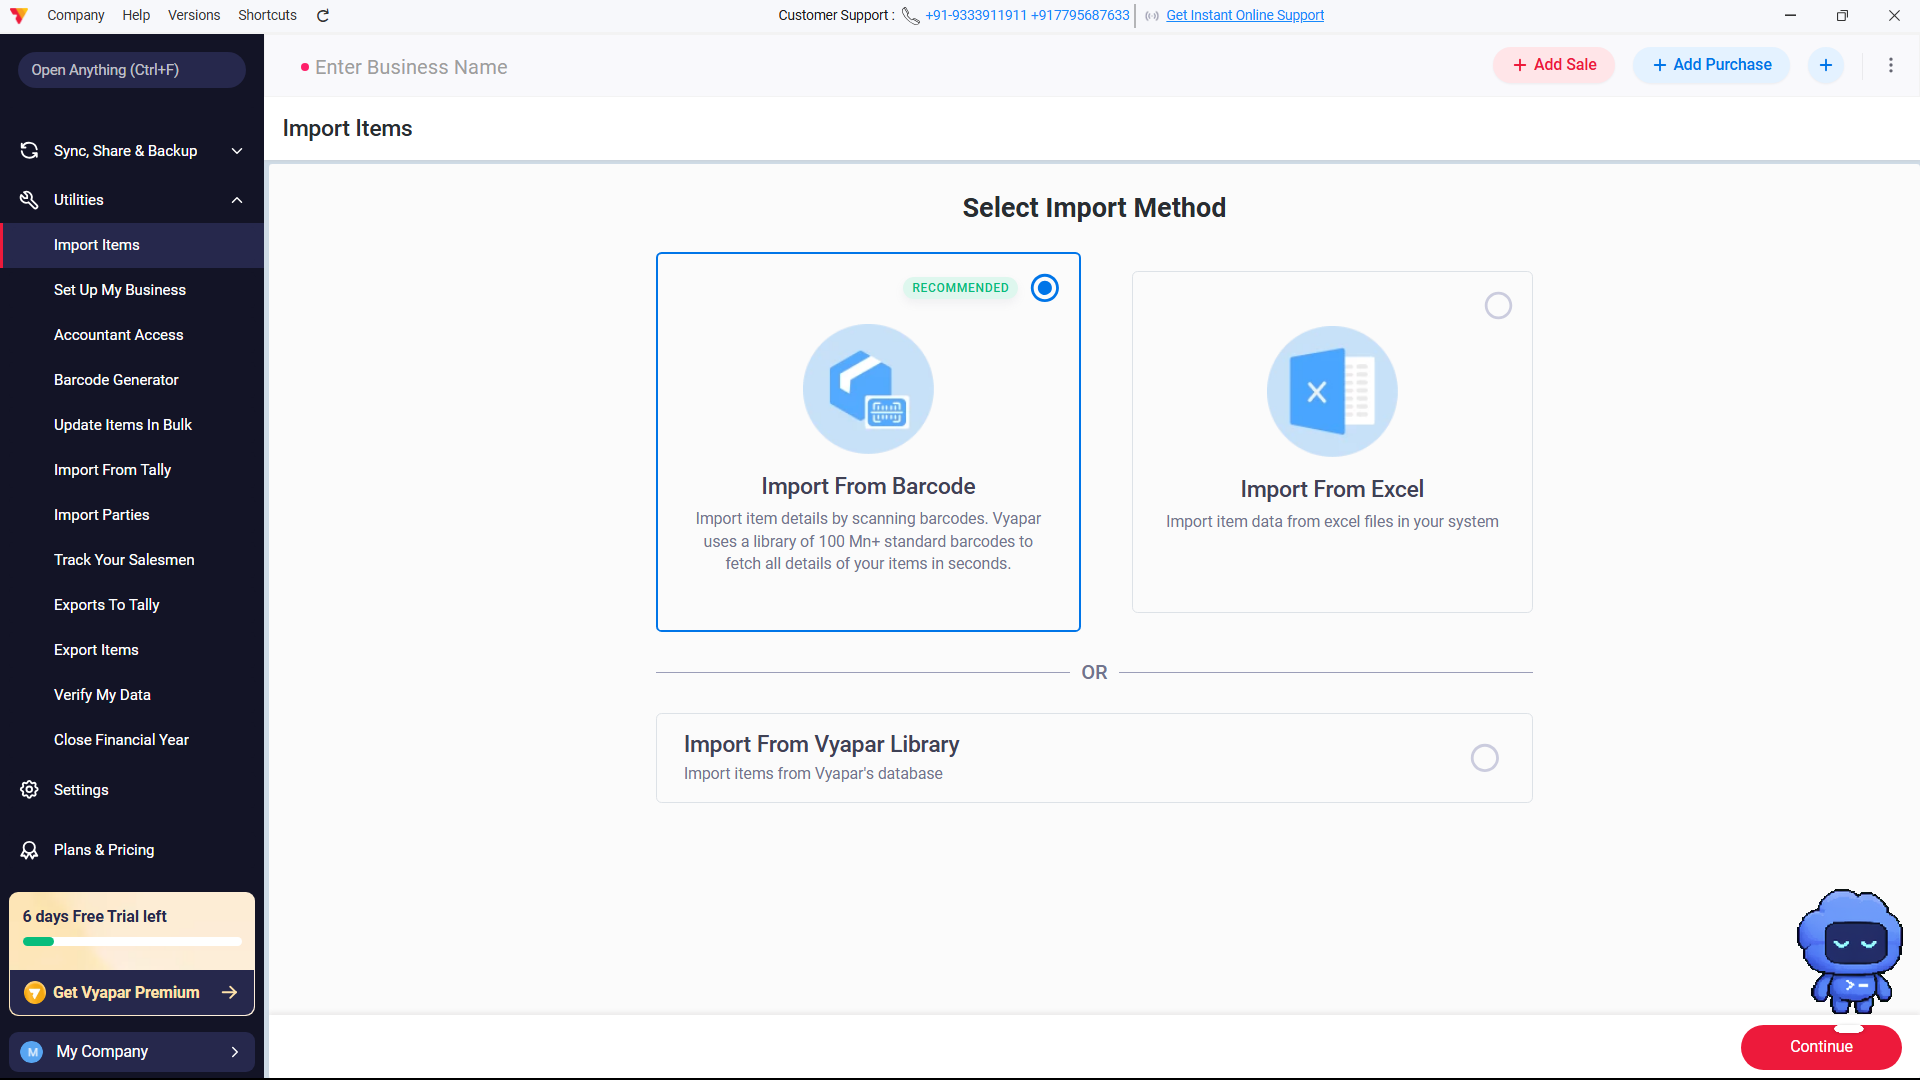 Company Help Versions Shortcuts
Customer Support : +91-9333911911 +917795687633 Get Instant Online Support
Open Anything (Ctrl+F)
Enter Business Name
+ Add Sale
+ Add Purchase
+
Import Items
Sync, Share & Backup
Utilities
Import Items
Set Up My Business
Accountant Access
Barcode Generator
Update Items In Bulk
Import From Tally
Import Parties
Track Your Salesmen
Exports To Tally
Export Items
Verify My Data
Close Financial Year
Settings
Plans & Pricing
6 days Free Trial left
Get Vyapar Premium
M My Company
Select Import Method
RECOMMENDED
Import From Barcode
Import item details by scanning barcodes. Vyapar
uses a library of 100 Mn+ standard barcodes to
fetch all details of your items in seconds.
X
Import From Excel
Import item data from excel files in your system
OR
Import From Vyapar Library
Import items from Vyapar's database
Continue